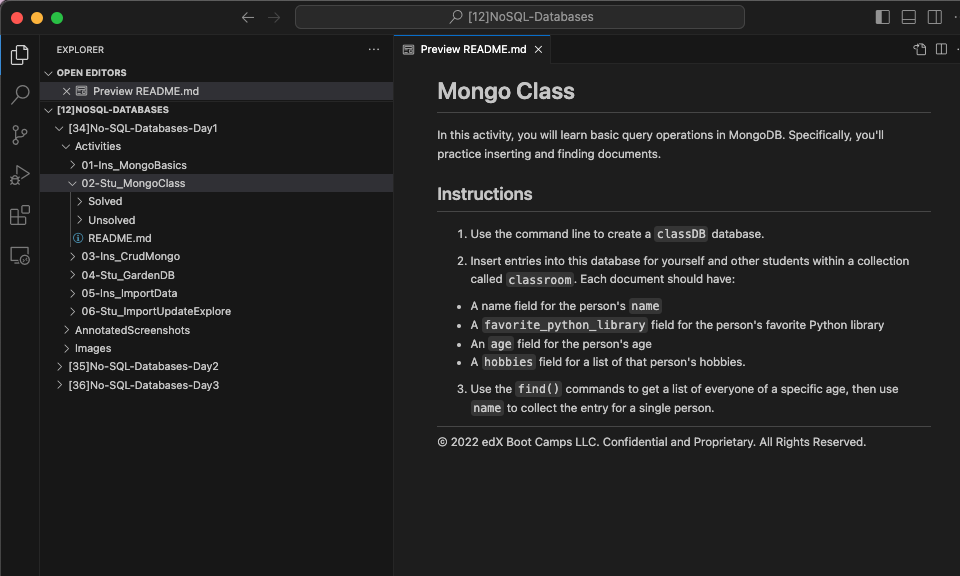 [12]NoSQL-Databases
EXPLORER
OPEN EDITORS
Preview README.md
[12]NOSQL-DATABASES
[34]No-SQL-Databases-Day1
Activities
01-Ins_MongoBasics
02-Stu_MongoClass
Solved
Unsolved
README.md
03-Ins_CrudMongo
04-Stu_GardenDB
05-Ins_ImportData
06-Stu_ImportUpdateExplore
AnnotatedScreenshots
Images
[35]No-SQL-Databases-Day2
[36]No-SQL-Databases-Day3
Preview README.md
Mongo Class
In this activity, you will learn basic query operations in MongoDB. Specifically, you'll
practice inserting and finding documents.
Instructions
1. Use the command line to create a classDB database.
2. Insert entries into this database for yourself and other students within a collection
called classroom. Each document should have:
• A name field for the person's name
• A favorite_python_library field for the person's favorite Python library
• An age field for the person's age
• A hobbies field for a list of that person's hobbies.
3. Use the find() commands to get a list of everyone of a specific age, then use
name to collect the entry for a single person.
© 2022 edX Boot Camps LLC. Confidential and Proprietary. All Rights Reserved.